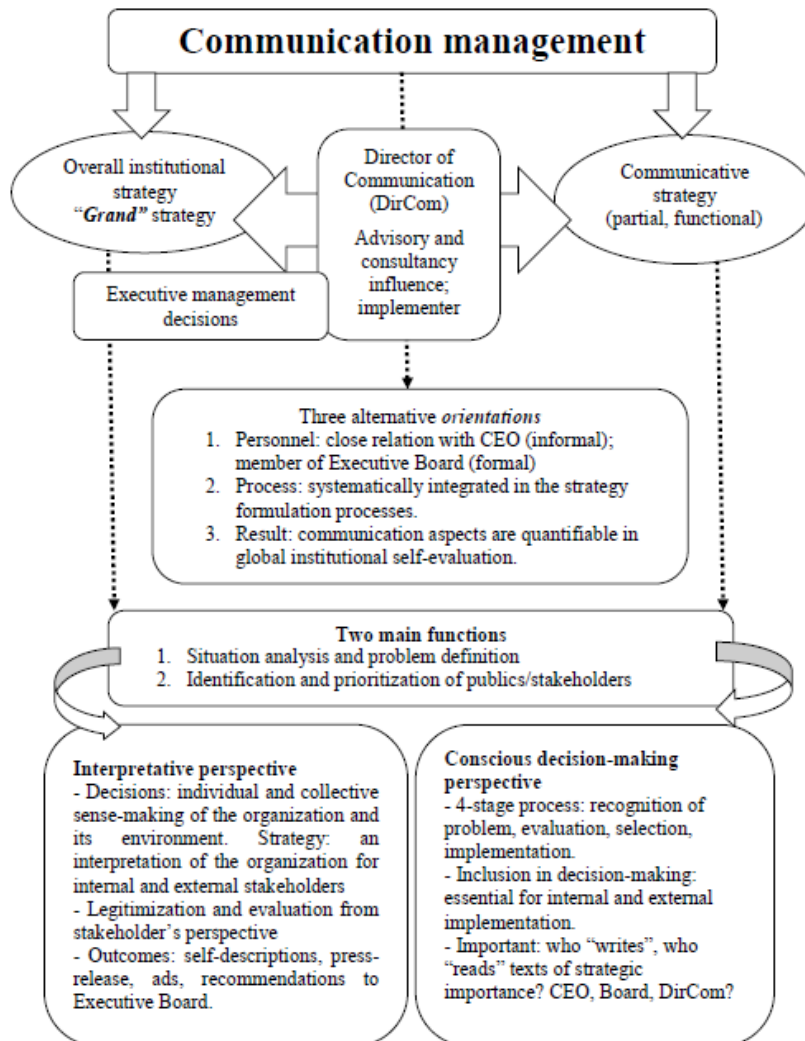 Communication management
Overall institutional
strategy
“Grand” strategy
Director of
Communication
(DirCom)
Advisory and
consultancy
influence;
implementer
Communicative
strategy
(partial, functional)
Executive management
decisions
Three alternative orientations
1. Personnel: close relation with CEO (informal);
member of Executive Board (formal)
2. Process: systematically integrated in the strategy
formulation processes.
3. Result: communication aspects are quantifiable in
global institutional self-evaluation.
Two main functions
1. Situation analysis and problem definition
2. Identification and prioritization of publics/stakeholders
Interpretative perspective
- Decisions: individual and collective
sense-making of the organization and
its environment. Strategy: an
interpretation of the organization for
internal and external stakeholders
- Legitimization and evaluation from
stakeholder’s perspective
- Outcomes: self-descriptions, press-
release, ads, recommendations to
Executive Board.
Conscious decision-making
perspective
- 4-stage process: recognition of
problem, evaluation, selection,
implementation.
- Inclusion in decision-making:
essential for internal and external
implementation.
- Important: who “writes”, who
“reads” texts of strategic
importance? CEO, Board, DirCom?